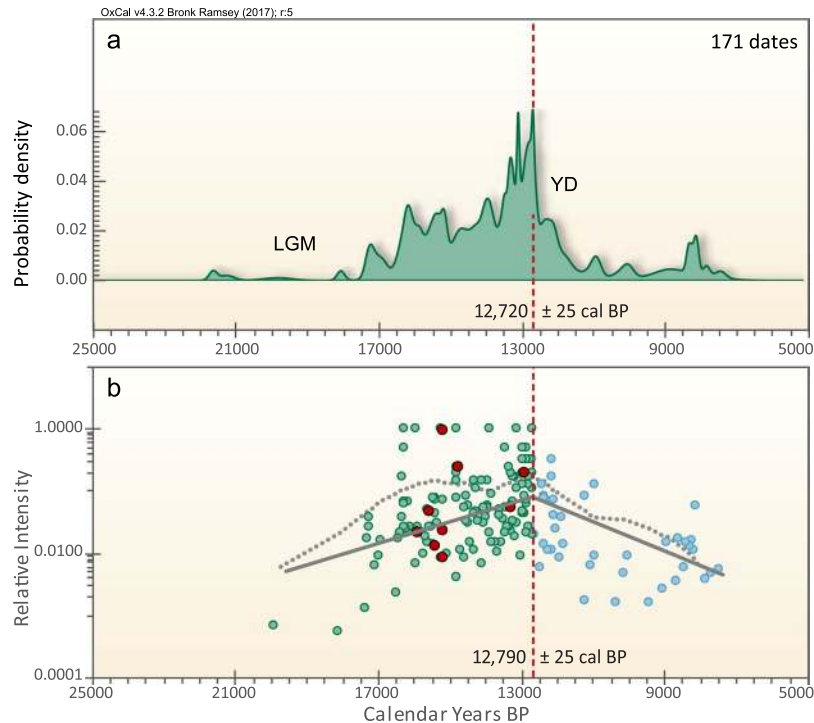 OxCal v4.3.2 Bronk Ramsey (2017); r:5
a
171 dates
Probability density
0.06
0.04
0.02
0.00
LGM
YD
12,720 ± 25 cal BP
25000 21000 17000 13000 9000 5000
b
Relative Intensity
1.0000
0.0100
0.0001
12,790 ± 25 cal BP
25000 21000 17000 13000 9000 5000
Calendar Years BP